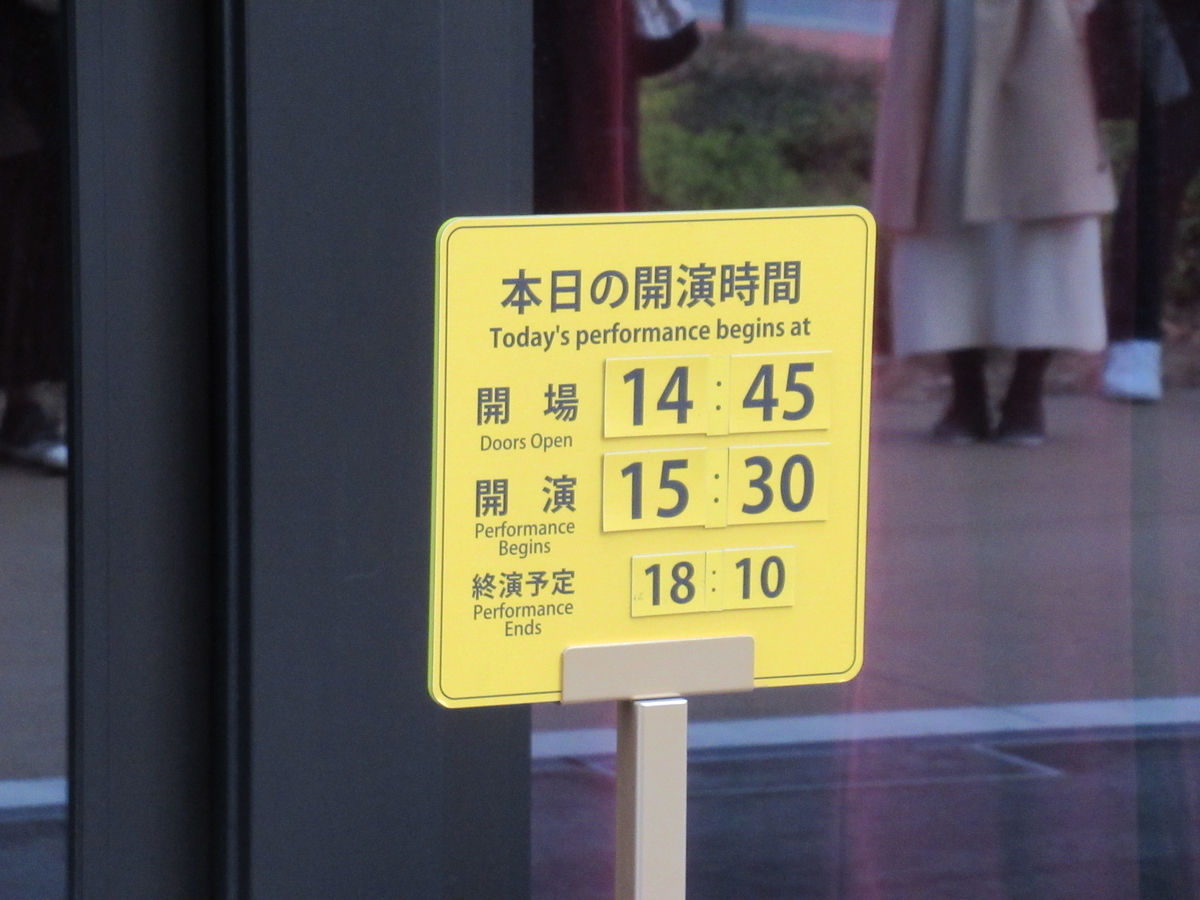 本日の開演時間
Today's performance begins at
開 場 14:45
Doors Open
開 演 15:30
Performance
Begins
終演予定 18:10
Performance
Ends